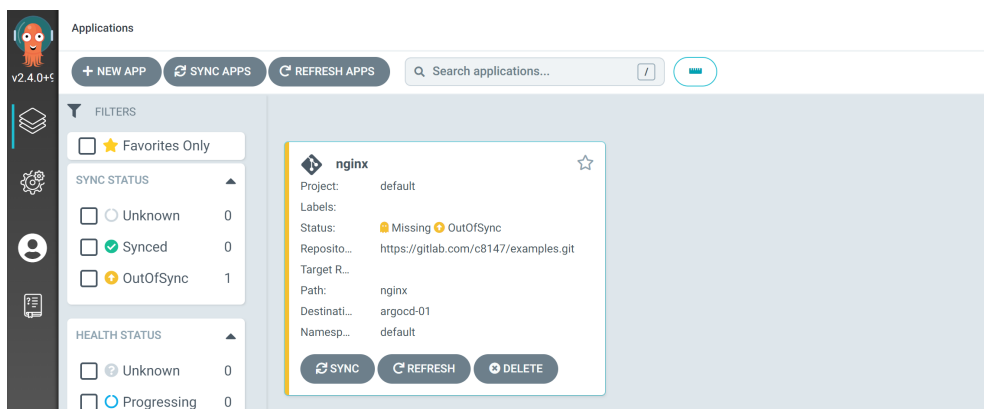 Applications
v2.4.0+9
+ NEW APP
SYNC APPS
REFRESH APPS
Search applications...
/
FILTERS
Favorites Only
SYNC STATUS
Unknown 0
Synced 0
OutOfSync 1
HEALTH STATUS
Unknown 0
Progressing 0
nginx
Project: default
Labels:
Status: Missing OutOfSync
Reposito... https://gitlab.com/c8147/examples.git
Target R...
Path: nginx
Destinati... argocd-01
Namesp... default
SYNC
REFRESH
DELETE